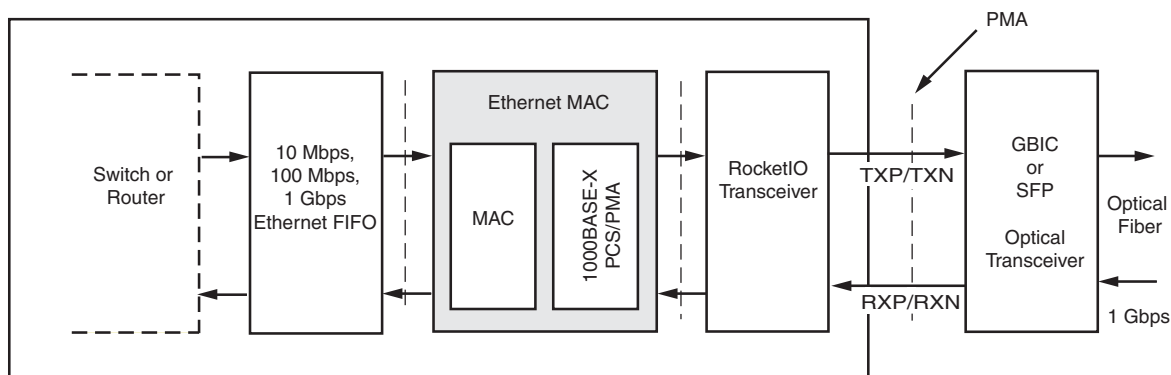 PMA
Switch or
Router
10 Mbps,
100 Mbps,
1 Gbps
Ethernet FIFO
Ethernet MAC
MAC
1000BASE-X
PCS/PMA
RocketIO
Transceiver
TXP/TXN
RXP/RXN
GBIC
or
SFP
Optical
Transceiver
Optical
Fiber
1 Gbps